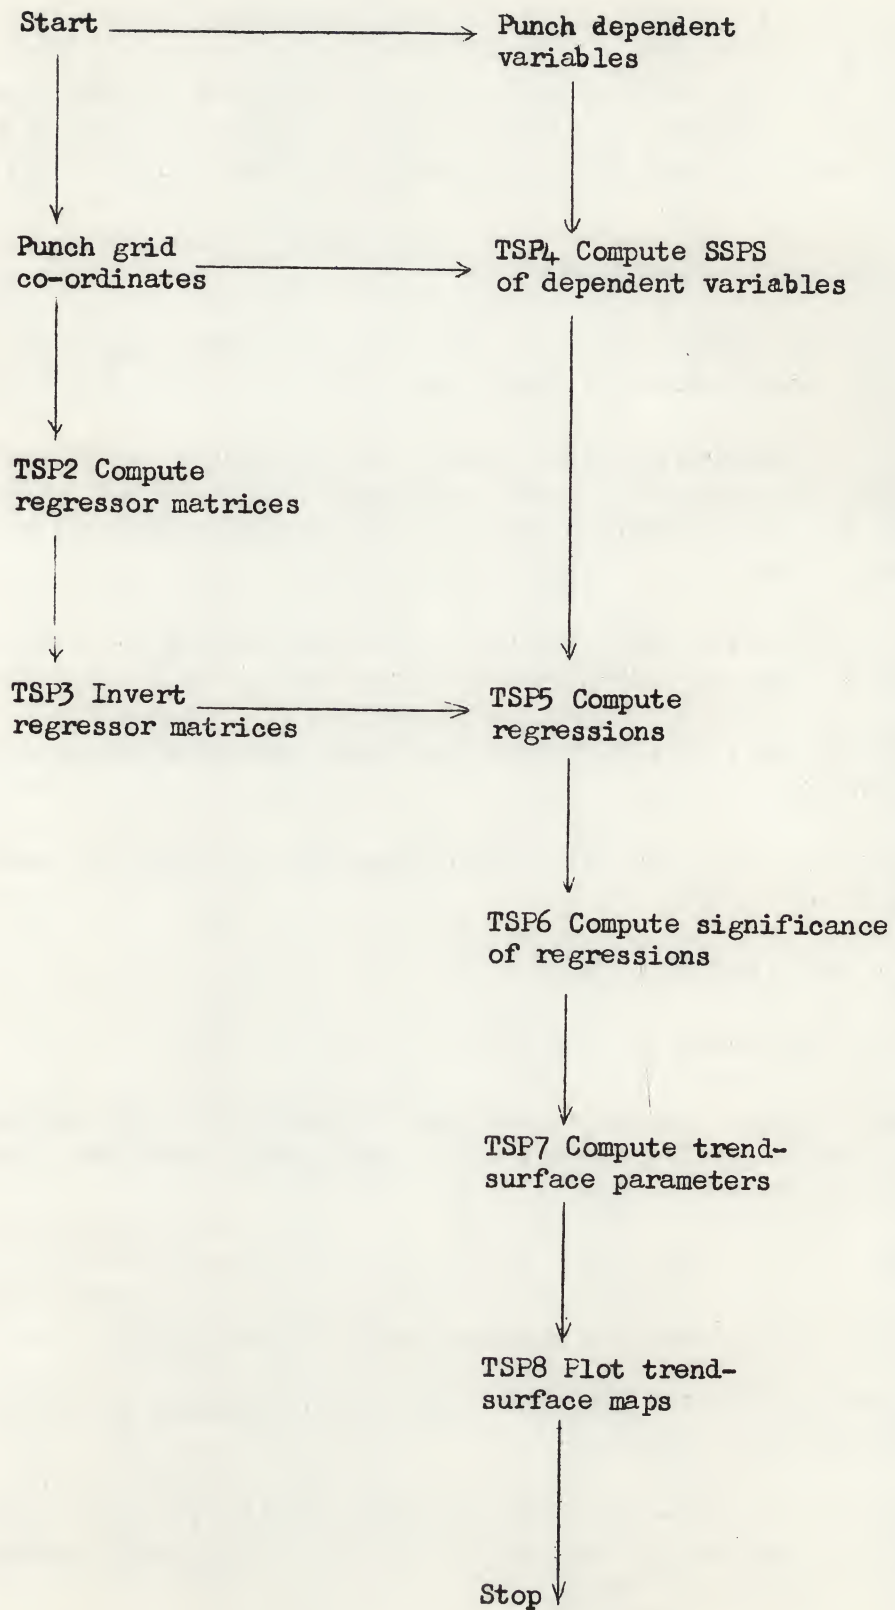 Start
Punch dependent
variables
Punch grid
co-ordinates
TSP4 Compute SSPS
of dependent variables
TSP2 Compute
regressor matrices
TSP3 Invert
regressor matrices
TSP5 Compute
regressions
TSP6 Compute significance
of regressions
TSP7 Compute trend-
surface parameters
TSP8 Plot trend-
surface maps
Stop